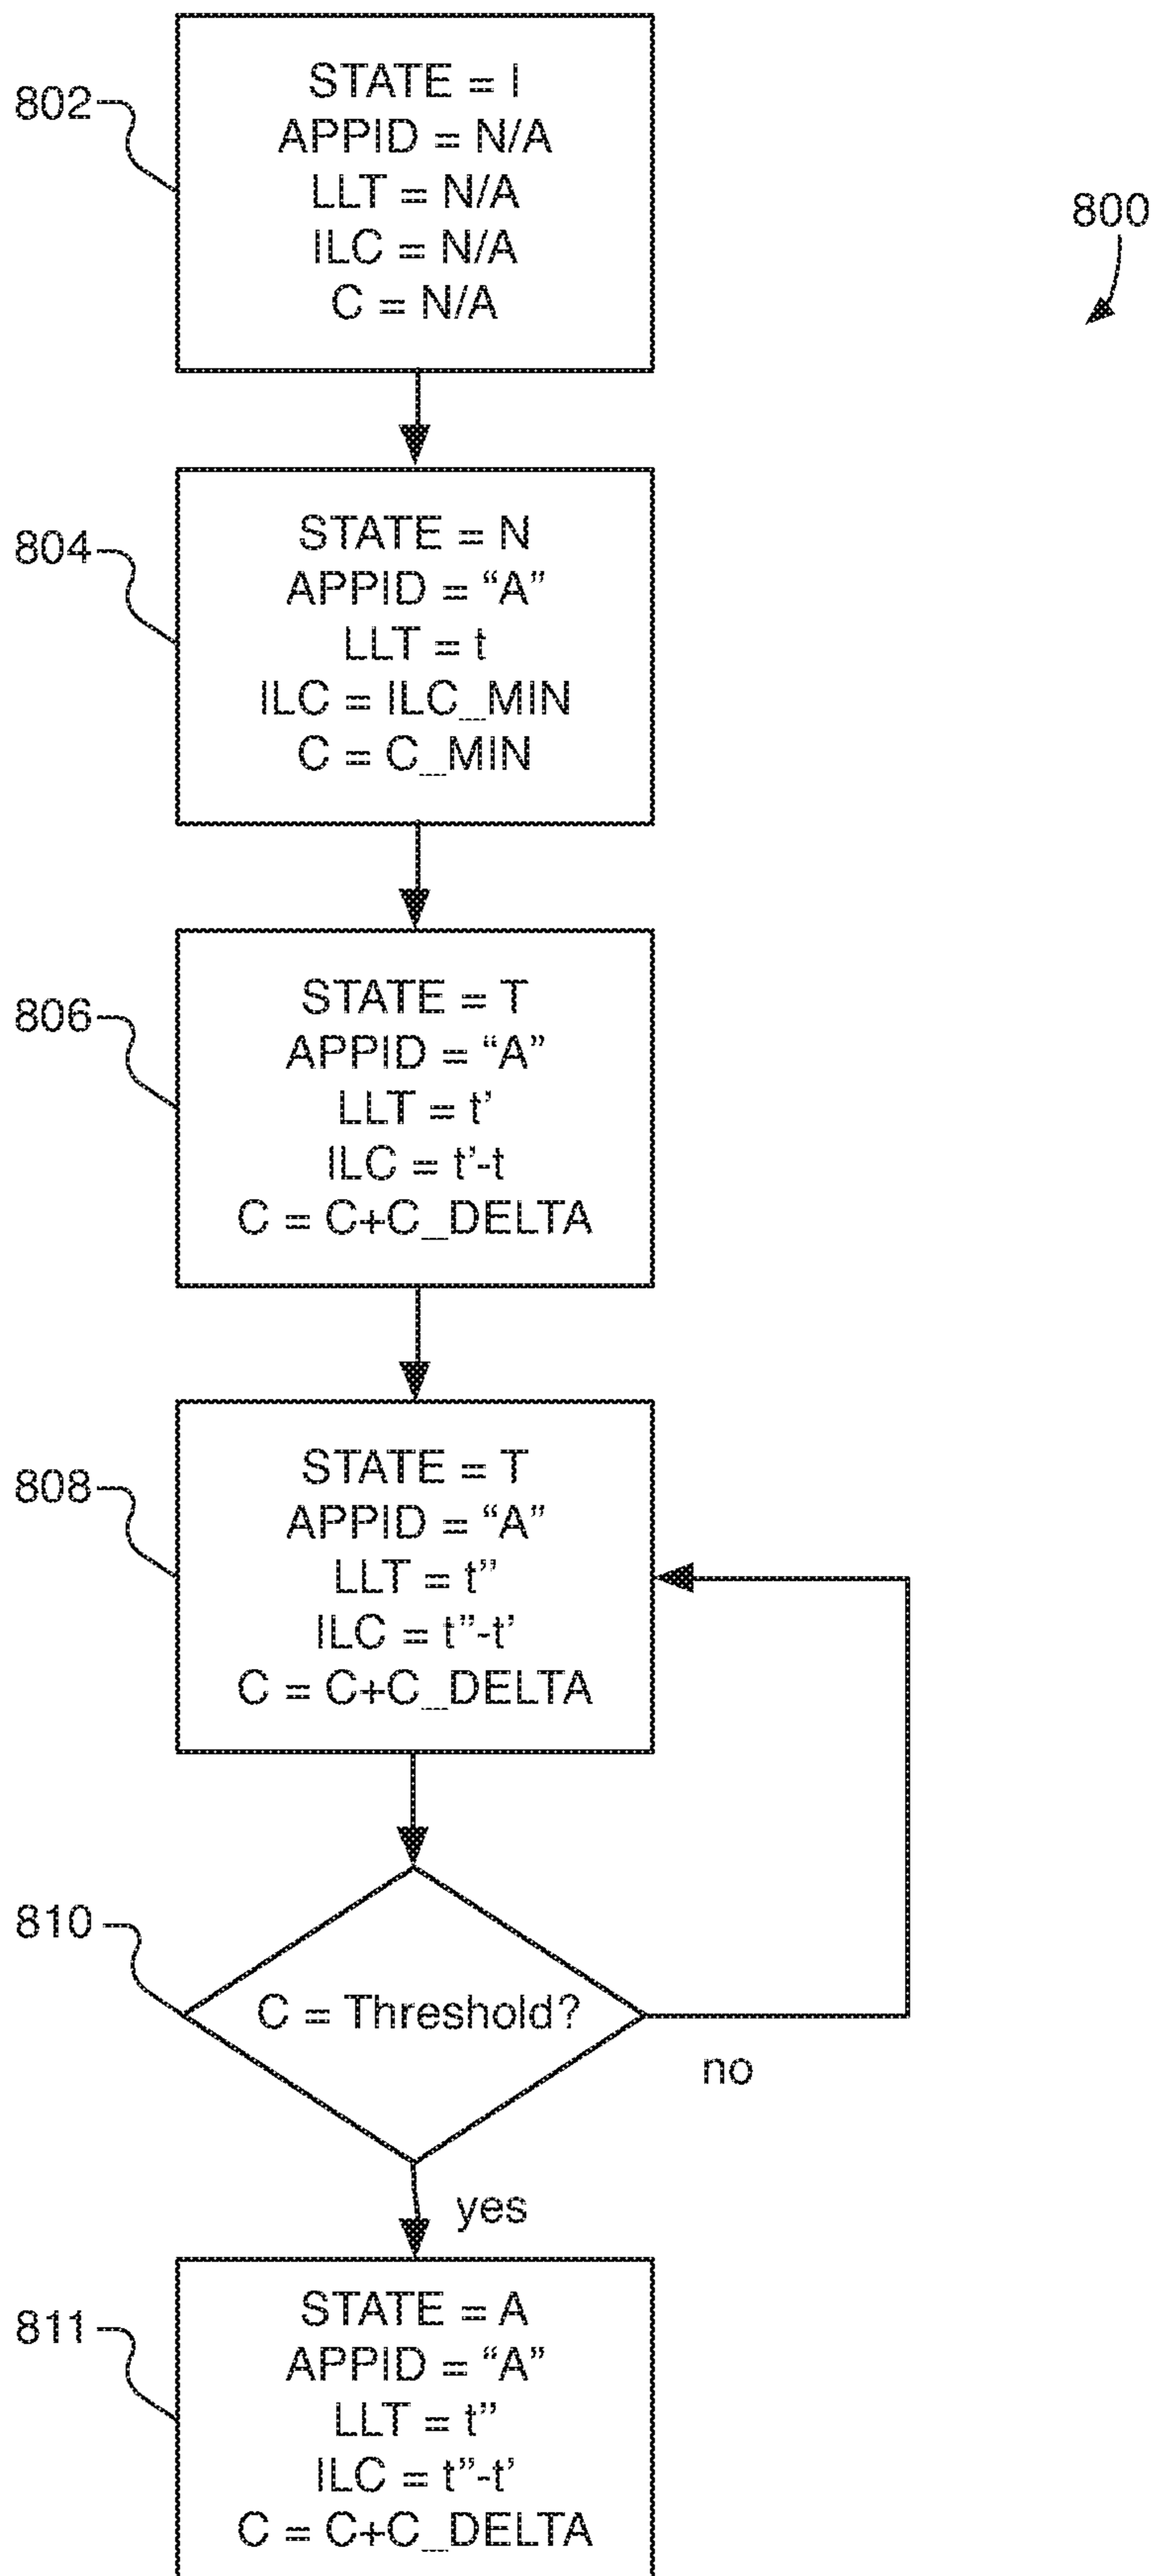 802
STATE = I
APPID = N/A
LLT = N/A
ILC = N/A
C = N/A
800
804
STATE = N
APPID = “A”
LLT = t
ILC = ILC_MIN
C = C_MIN
806
STATE = T
APPID = “A”
LLT = t’
ILC = t’-t
C = C+C_DELTA
808
STATE = T
APPID = “A”
LLT = t”
ILC = t”-t’
C = C+C_DELTA
810
C = Threshold?
no
yes
811
STATE = A
APPID = “A”
LLT = t”
ILC = t”-t’
C = C+C_DELTA